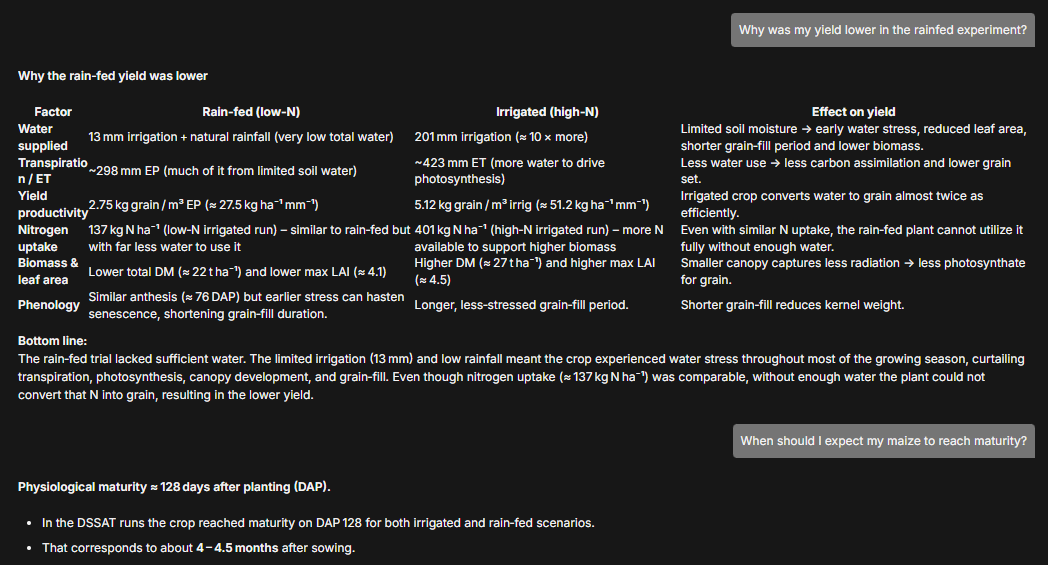 Why was my yield lower in the rainfed experiment?
Why the rain‑fed yield was lower
Factor Rain‑fed (low‑N) Irrigated (high‑N) Effect on yield
Water supplied 13 mm irrigation + natural rainfall (very low total water) 201 mm irrigation (≈ 10 × more) Limited soil moisture → early water stress, reduced leaf area, shorter grain‑fill period and lower biomass.
Transpiration / ET ~298 mm EP (much of it from limited soil water) ~423 mm ET (more water to drive photosynthesis) Less water use → less carbon assimilation and lower grain set.
Yield productivity 2.75 kg grain / m³ EP (≈ 27.5 kg ha⁻¹ mm⁻¹) 5.12 kg grain / m³ irrig (≈ 51.2 kg ha⁻¹ mm⁻¹) Irrigated crop converts water to grain almost twice as efficiently.
Nitrogen uptake 137 kg N ha⁻¹ (low‑N irrigated run) – similar to rain‑fed but with far less water to use it 401 kg N ha⁻¹ (high‑N irrigated run) – more N available to support higher biomass Even with similar N uptake, the rain‑fed plant cannot utilize it fully without enough water.
Biomass & leaf area Lower total DM (≈ 22 t ha⁻¹) and lower max LAI (≈ 4.1) Higher DM (≈ 27 t ha⁻¹) and higher max LAI (≈ 4.5) Smaller canopy captures less radiation → less photosynthate for grain.
Phenology Similar anthesis (≈ 76 DAP) but earlier stress can hasten senescence, shortening grain‑fill duration. Longer, less‑stressed grain‑fill period. Shorter grain‑fill reduces kernel weight.
Bottom line:
The rain‑fed trial lacked sufficient water. The limited irrigation (13 mm) and low rainfall meant the crop experienced water stress throughout most of the growing season, curtailing
transpiration, photosynthesis, canopy development, and grain‑fill. Even though nitrogen uptake (≈ 137 kg N ha⁻¹) was comparable, without enough water the plant could not
convert that N into grain, resulting in the lower yield.
When should I expect my maize to reach maturity?
Physiological maturity ≈ 128 days after planting (DAP).
• In the DSSAT runs the crop reached maturity on DAP 128 for both irrigated and rain‑fed scenarios.
• That corresponds to about 4 – 4.5 months after sowing.